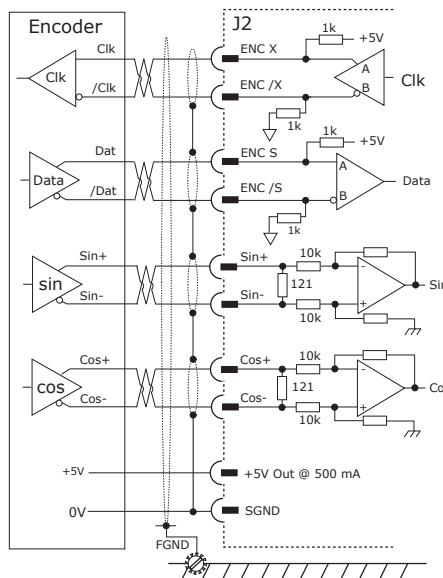 Encoder
J2
Clk
ENC X
1k
+5V
Clk
A
B
Clk
/Clk
ENC /X
1k
Dat
ENC S
1k
+5V
Data
A
B
Data
/Dat
ENC /S
1k
Sin+
Sin+
10k
-
sin
121
Sin
Sin-
Sin-
+
10k
Cos+
Cos+
10k
-
cos
121
Co
Cos-
Cos-
+
10k
+5V
+5V Out @ 500 mA
0V
SGND
FGND